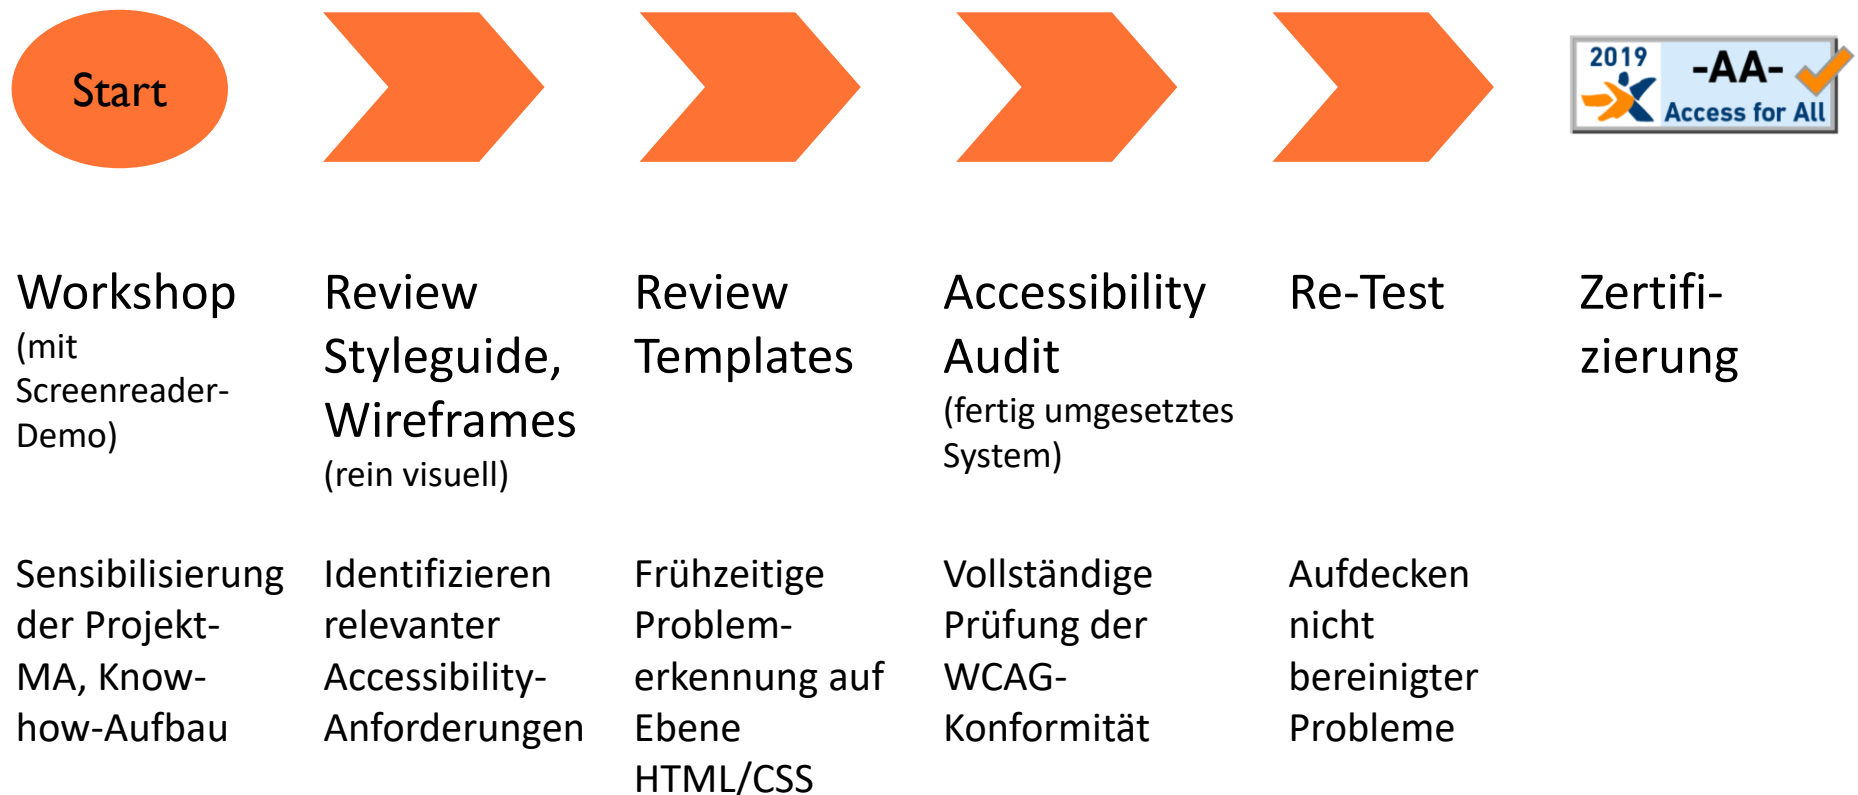 Start
2019
-AA-
Access for All
Workshop
(mit
Screenreader-
Demo)
Review
Styleguide,
Wireframes
(rein visuell)
Review
Templates
Accessibility
Audit
(fertig umgesetztes
System)
Re-Test
Zertifi-
zierung
Sensibilisierung
der Projekt-
MA, Know-
how-Aufbau
Identifizieren
relevanter
Accessibility-
Anforderungen
Frühzeitige
Problem-
erkennung auf
Ebene
HTML/CSS
Vollständige
Prüfung der
WCAG-
Konformität
Aufdecken
nicht
bereinigter
Probleme